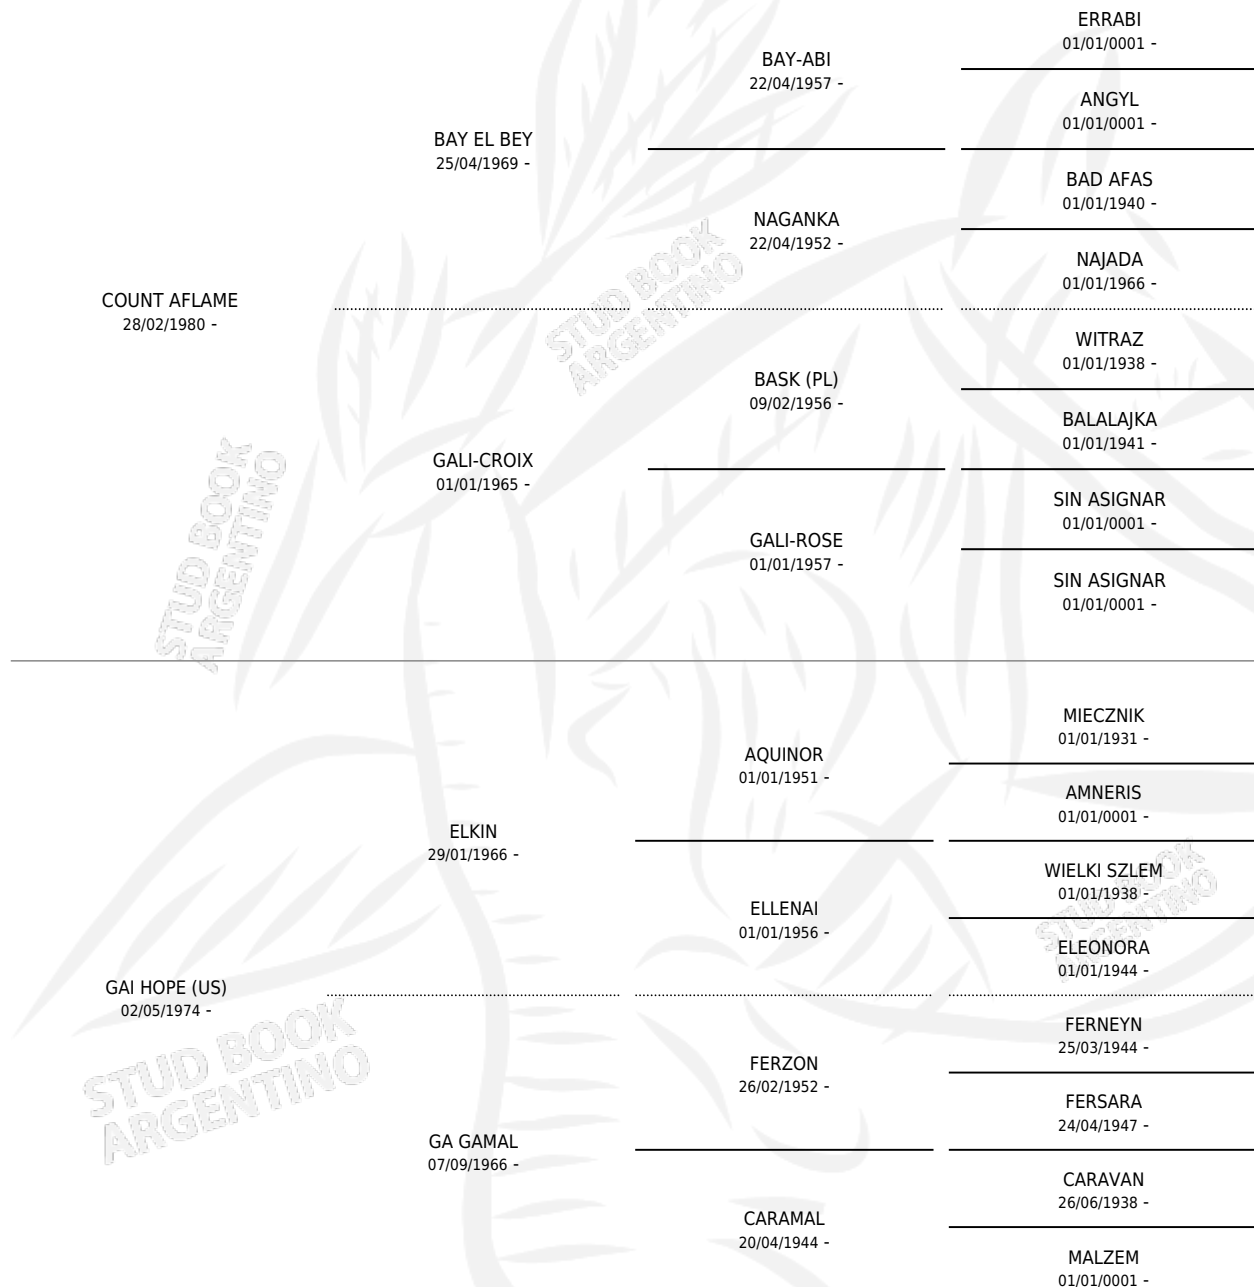 ERRABI
01/01/0001 -
BAY-ABI
22/04/1957 -
ANGYL
01/01/0001 -
BAY EL BEY
25/04/1969 -
BAD AFAS
01/01/1940 -
NAGANKA
22/04/1952 -
NAJADA
01/01/1966 -
COUNT AFLAME
28/02/1980 -
WITRAZ
01/01/1938 -
BASK (PL)
09/02/1956 -
BALALAJKA
01/01/1941 -
GALI-CROIX
01/01/1965 -
SIN ASIGNAR
01/01/0001 -
GALI-ROSE
01/01/1957 -
SIN ASIGNAR
01/01/0001 -
MIECZNIK
01/01/1931 -
AQUINOR
01/01/1951 -
AMNERIS
01/01/0001 -
ELKIN
29/01/1966 -
WIELKI SZLEM
01/01/1938 -
ELLENAI
01/01/1956 -
ELEONORA
01/01/1944 -
GAI HOPE (US)
02/05/1974 -
FERNEYN
25/03/1944 -
FERZON
26/02/1952 -
FERSARA
24/04/1947 -
GA GAMAL
07/09/1966 -
CARAVAN
26/06/1938 -
CARAMAL
20/04/1944 -
MALZEM
01/01/0001 -
STUD BOOK
ARGENTINO
STUD BOOK
ARGENTINO
STUD BOOK
ARGENTINO
STUD BOOK
ARGENTINO